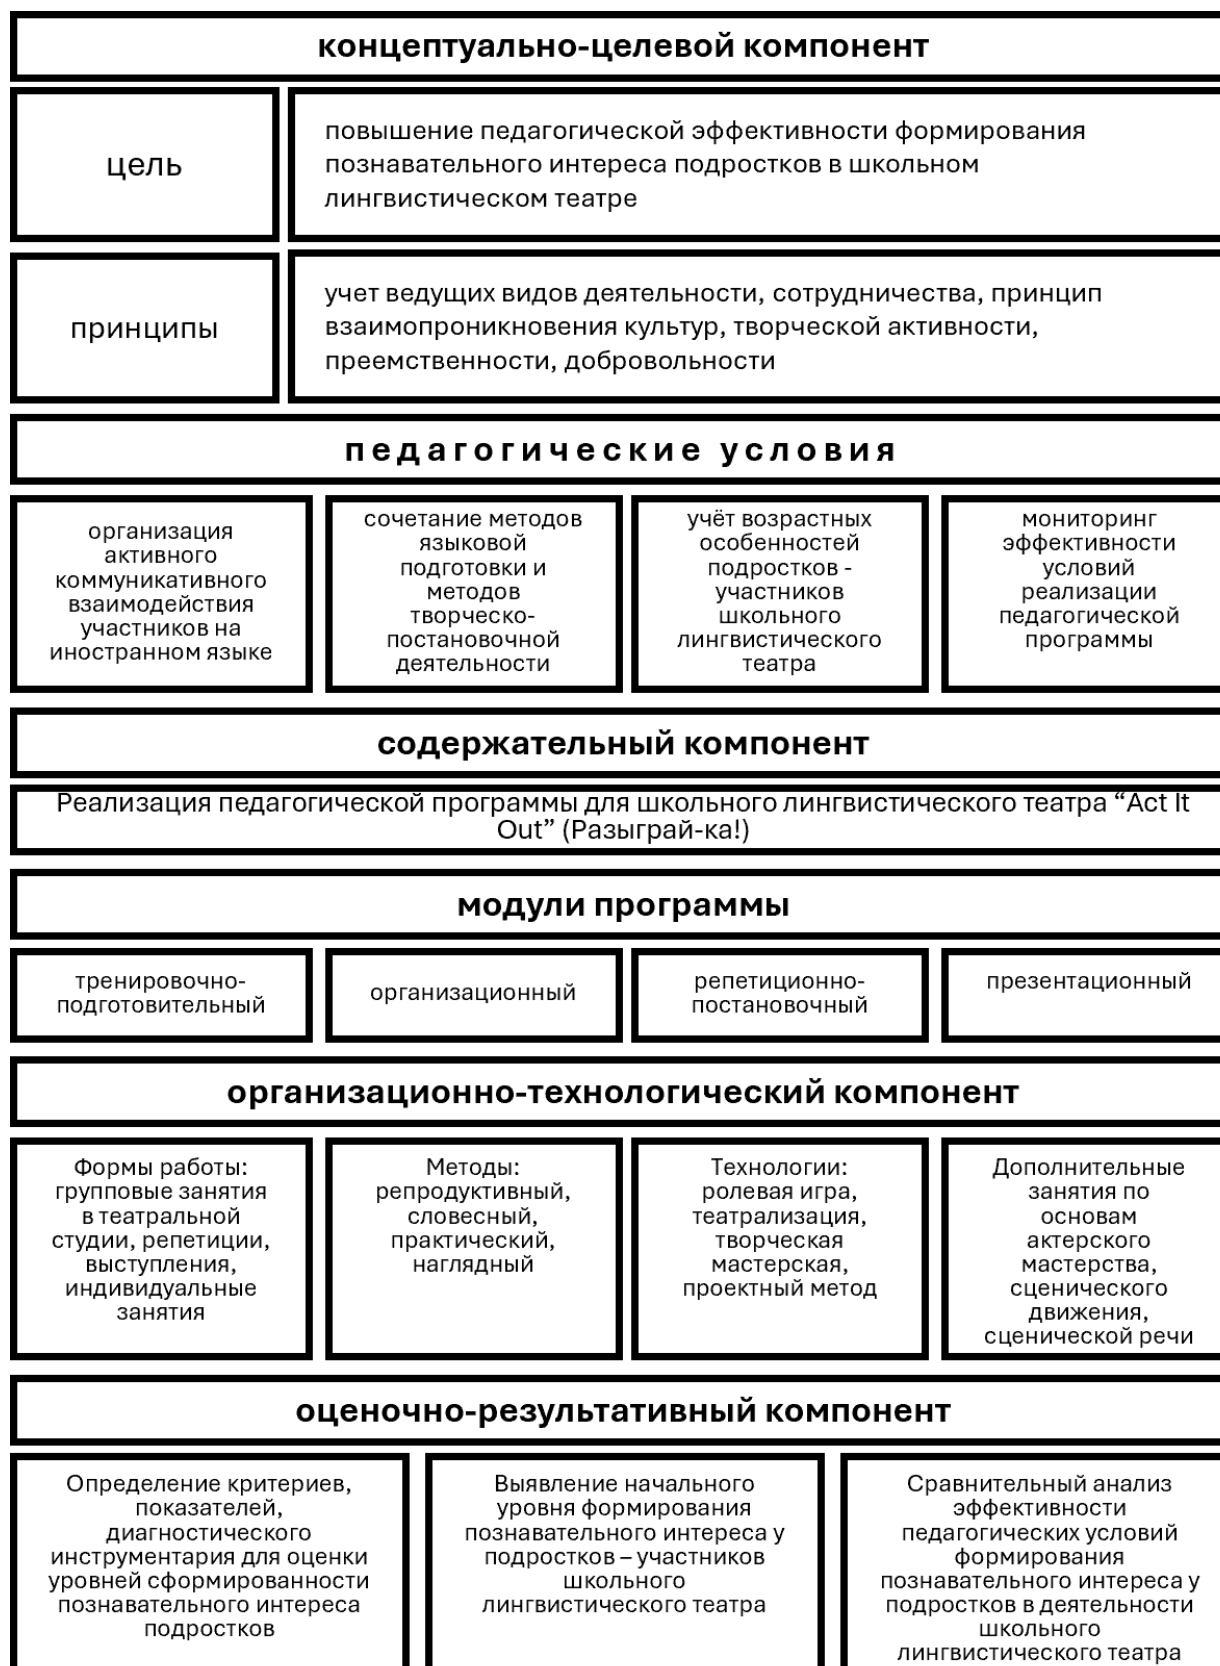 концептуально-целевой компонент
цель
повышение педагогической эффективности формирования
познавательного интереса подростков в школьном
лингвистическом театре
принципы
учет ведущих видов деятельности, сотрудничества, принцип
взаимопроникновения культур, творческой активности,
преемственности, добровольности
педагогические условия
организация
активного
коммуникативного
взаимодействия
участников на
иностранном языке
сочетание методов
языковой
подготовки и
методов
творческо-
постановочной
деятельности
учёт возрастных
особенностей
подростков -
участников
школьного
лингвистического
театра
мониторинг
эффективности
условий
реализации
педагогической
программы
содержательный компонент
Реализация педагогической программы для школьного лингвистического театра “Act It
Out” (Разыграй-ка!)
модули программы
тренировочно-
подготовительный
организационный
репетиционно-
постановочный
презентационный
организационно-технологический компонент
Формы работы:
групповые занятия
в театральной
студии, репетиции,
выступления,
индивидуальные
занятия
Методы:
репродуктивный,
словесный,
практический,
наглядный
Технологии:
ролевая игра,
театрализация,
творческая
мастерская,
проектный метод
Дополнительные
занятия по
основам
актерского
мастерства,
сценического
движения,
сценической речи
оценочно-результативный компонент
Определение критериев,
показателей,
диагностического
инструментария для оценки
уровней сформированности
познавательного интереса
подростков
Выявление начального
уровня формирования
познавательного интереса у
подростков – участников
школьного
лингвистического театра
Сравнительный анализ
эффективности
педагогических условий
формирования
познавательного интереса у
подростков в деятельности
школьного
лингвистического театра